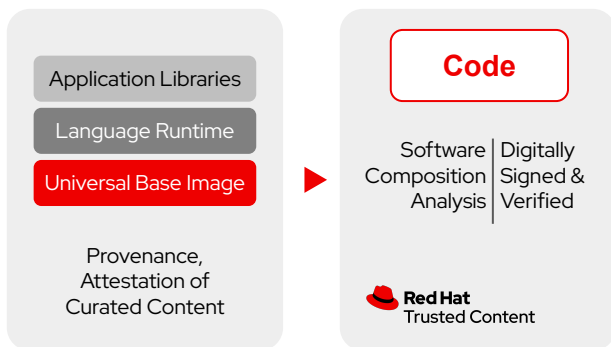 Application Libraries
Language Runtime
Universal Base Image
Provenance,
Attestation of
Curated Content
Code
Software
Composition
Analysis
Digitally
Signed &
Verified
Red Hat
Trusted Content